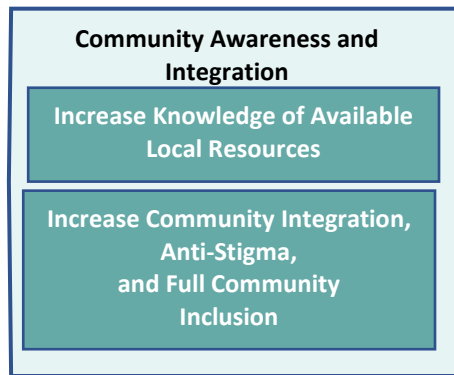 Community Awareness and
Integration
Increase Knowledge of Available
Local Resources
Increase Community Integration,
Anti-Stigma,
and Full Community
Inclusion